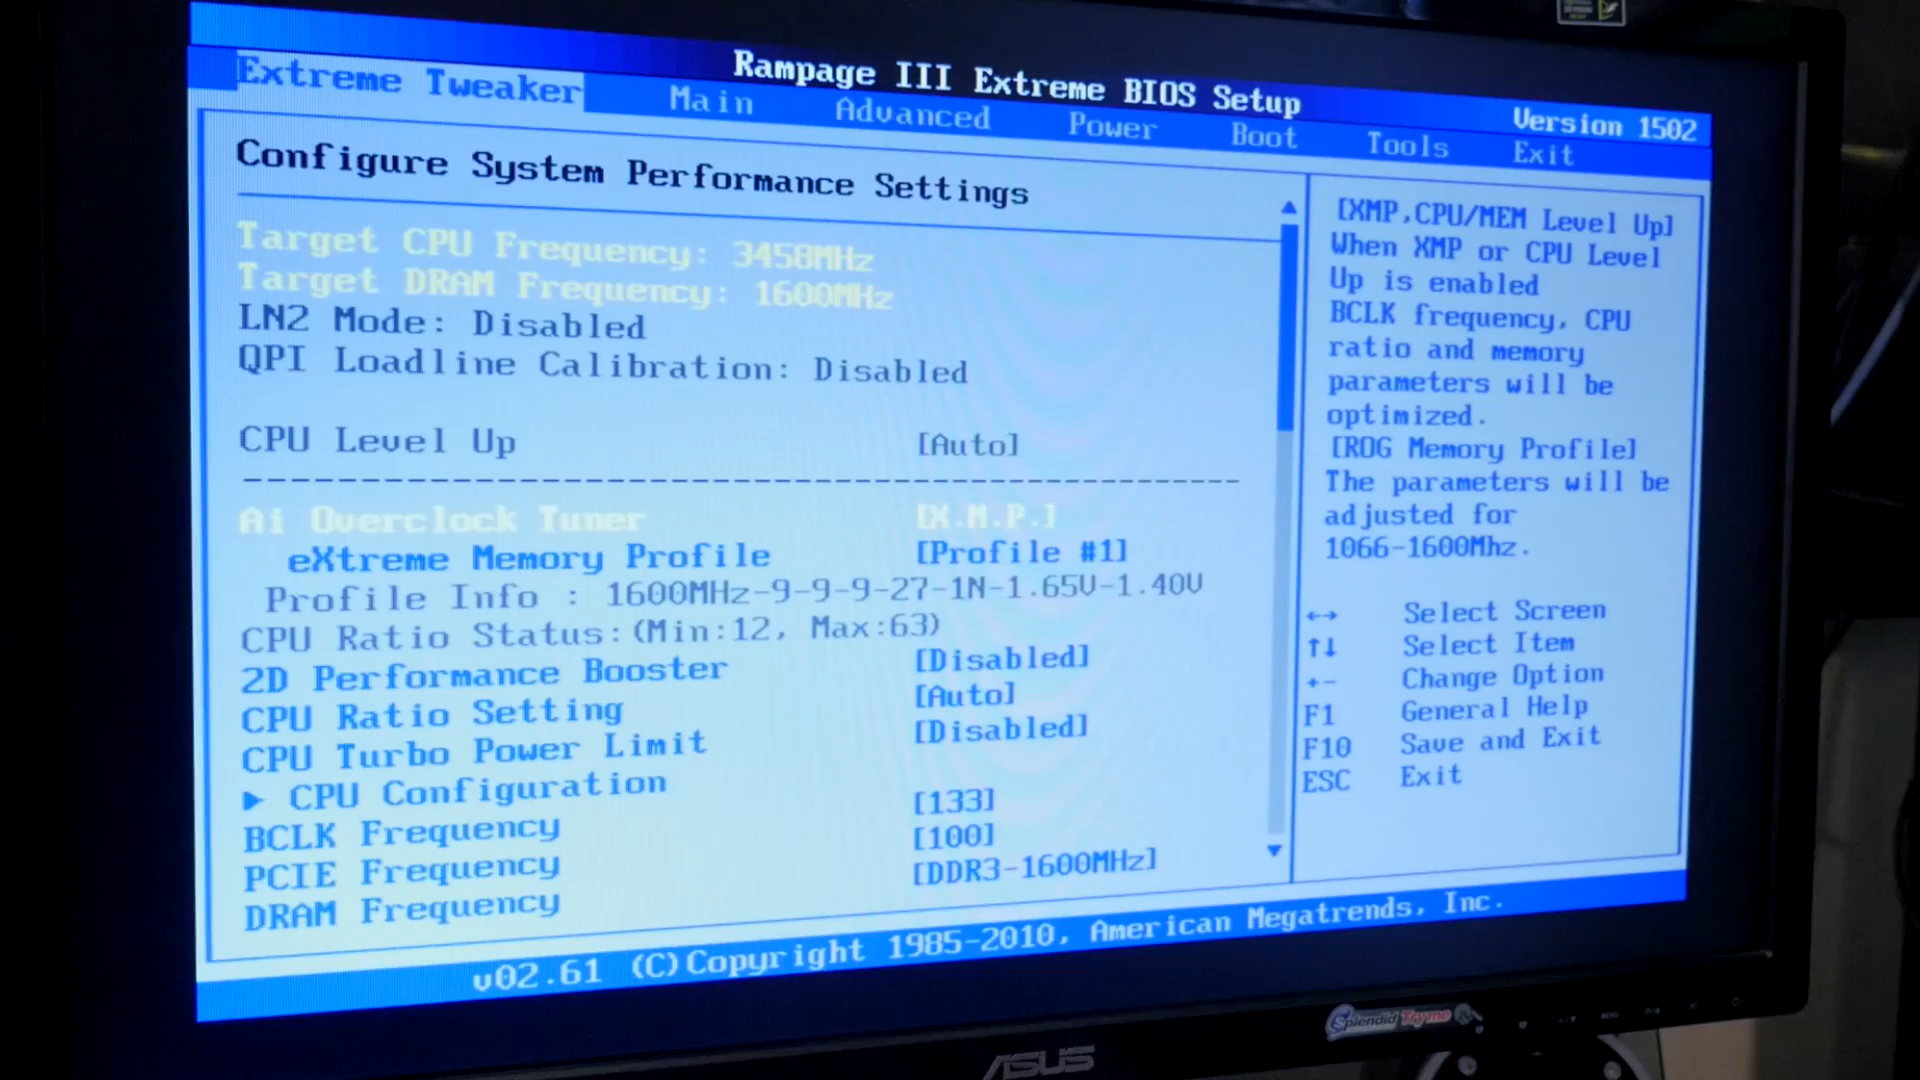 Rampage III Extreme BIOS Setup
Version 1502
Extreme Tweaker Main Advanced Power Boot Tools Exit
Configure System Performance Settings
Target CPU Frequency: 3458MHz
Target DRAM Frequency: 1600MHz
LN2 Mode: Disabled
QPI Loadline Calibration: Disabled
CPU Level Up [Auto]
--------------------------------------------------
Ai Overclock Tuner [X.M.P.]
eXtreme Memory Profile [Profile #1]
Profile Info : 1600MHz-9-9-9-27-1N-1.65V-1.40V
CPU Ratio Status:(Min:12, Max:63)
2D Performance Booster [Disabled]
CPU Ratio Setting [Auto]
CPU Turbo Power Limit [Disabled]
▶ CPU Configuration
BCLK Frequency [133]
PCIE Frequency [100]
DRAM Frequency [DDR3-1600MHz]
[XMP,CPU/MEM Level Up]
When XMP or CPU Level
Up is enabled
BCLK frequency, CPU
ratio and memory
parameters will be
optimized.
[ROG Memory Profile]
The parameters will be
adjusted for
1066-1600Mhz.
↔ Select Screen
↑↓ Select Item
+- Change Option
F1 General Help
F10 Save and Exit
ESC Exit
v02.61 (C)Copyright 1985-2010, American Megatrends, Inc.
Splendid
ASUS